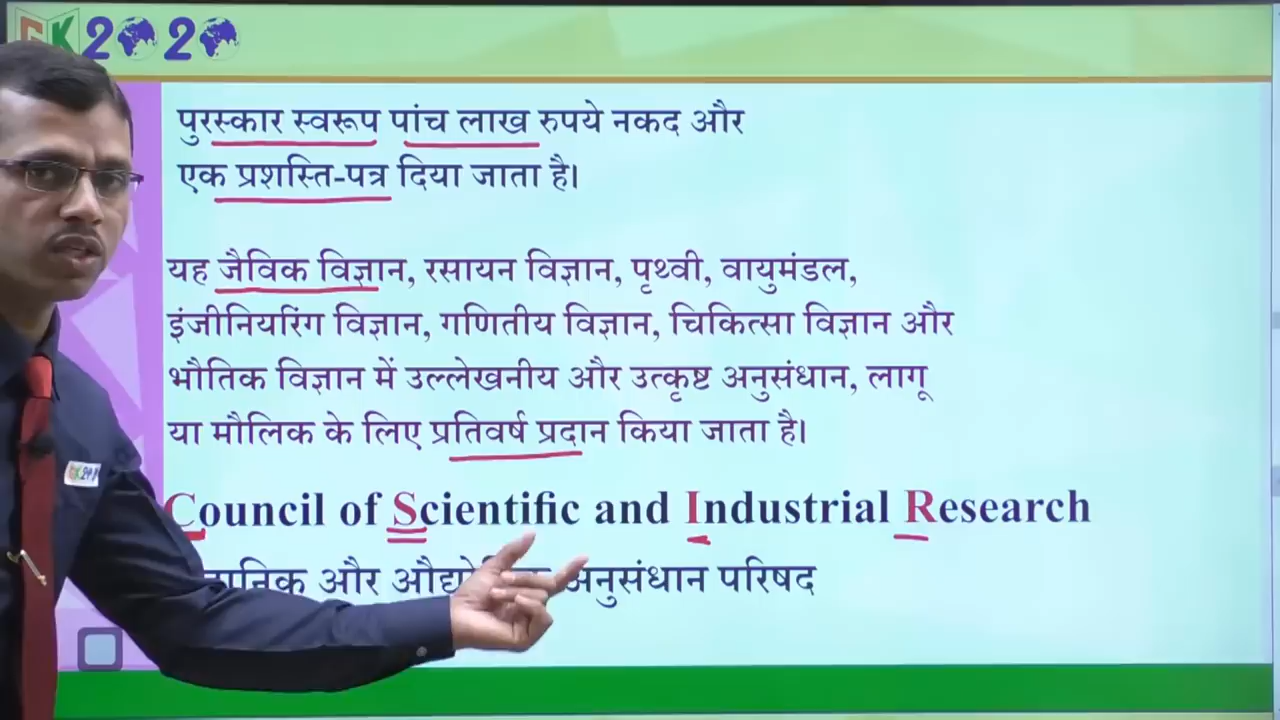 GK2020
पुरस्कार स्वरूप पांच लाख रुपये नकद और
एक प्रशस्ति-पत्र दिया जाता है।
यह जैविक विज्ञान, रसायन विज्ञान, पृथ्वी, वायुमंडल,
इंजीनियरिंग विज्ञान, गणितीय विज्ञान, चिकित्सा विज्ञान और
भौतिक विज्ञान में उल्लेखनीय और उत्कृष्ट अनुसंधान, लागू
या मौलिक के लिए प्रतिवर्ष प्रदान किया जाता है।
Council of Scientific and Industrial Research
और अनुसंधान परिषद